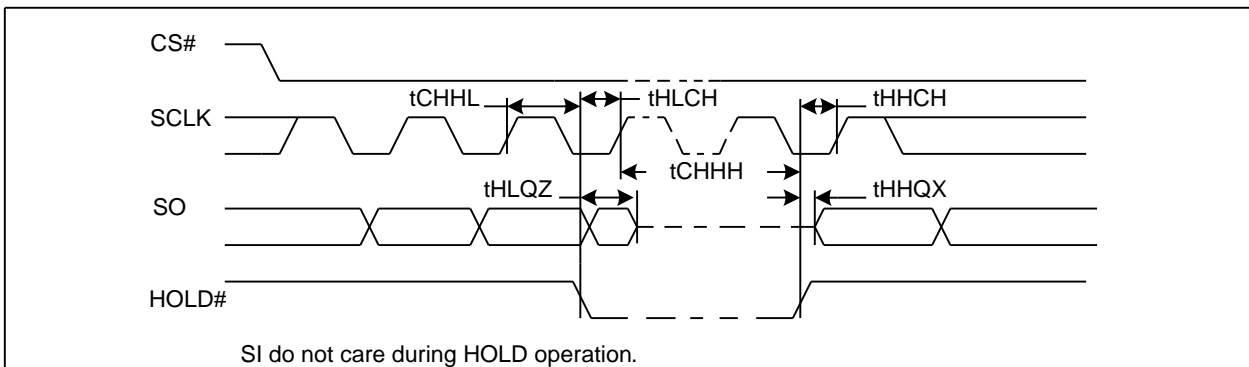 CS#
tCHHL tHLCH tHHCH
SCLK
tCHHH
tHLQZ tHHQX
SO
HOLD#
SI do not care during HOLD operation.